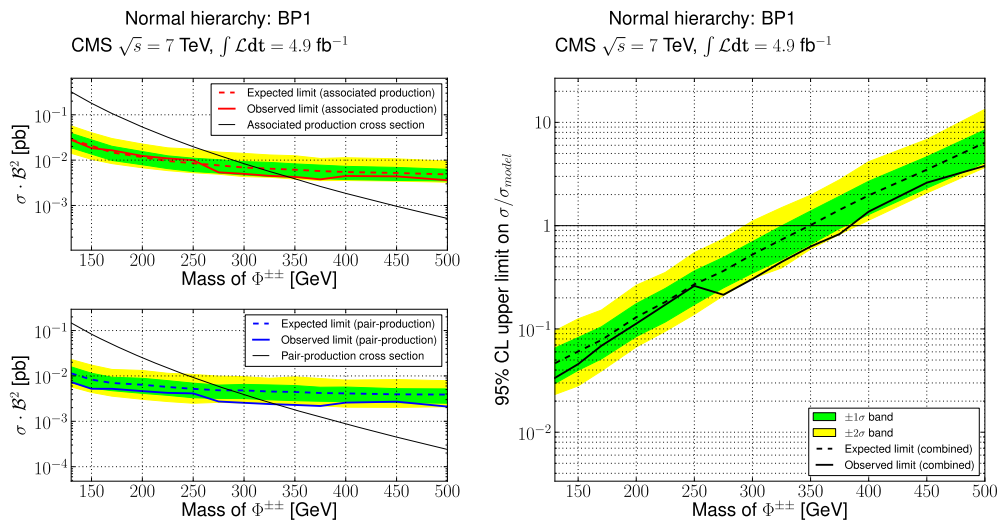 Normal hierarchy: BP1
CMS √s = 7 TeV, ∫ ℒdt = 4.9 fb⁻¹
σ · ℬ² [pb]
10⁻¹
10⁻²
10⁻³
Expected limit (associated production)
Observed limit (associated production)
Associated production cross section
150 200 250 300 350 400 450 500
Mass of Φ±± [GeV]
σ · ℬ² [pb]
10⁻¹
10⁻²
10⁻³
10⁻⁴
Expected limit (pair-production)
Observed limit (pair-production)
Pair-production cross section
150 200 250 300 350 400 450 500
Mass of Φ±± [GeV]
Normal hierarchy: BP1
CMS √s = 7 TeV, ∫ ℒdt = 4.9 fb⁻¹
95% CL upper limit on σ/σmodel
10
1
10⁻¹
10⁻²
±1σ band
±2σ band
Expected limit (combined)
Observed limit (combined)
150 200 250 300 350 400 450 500
Mass of Φ±± [GeV]